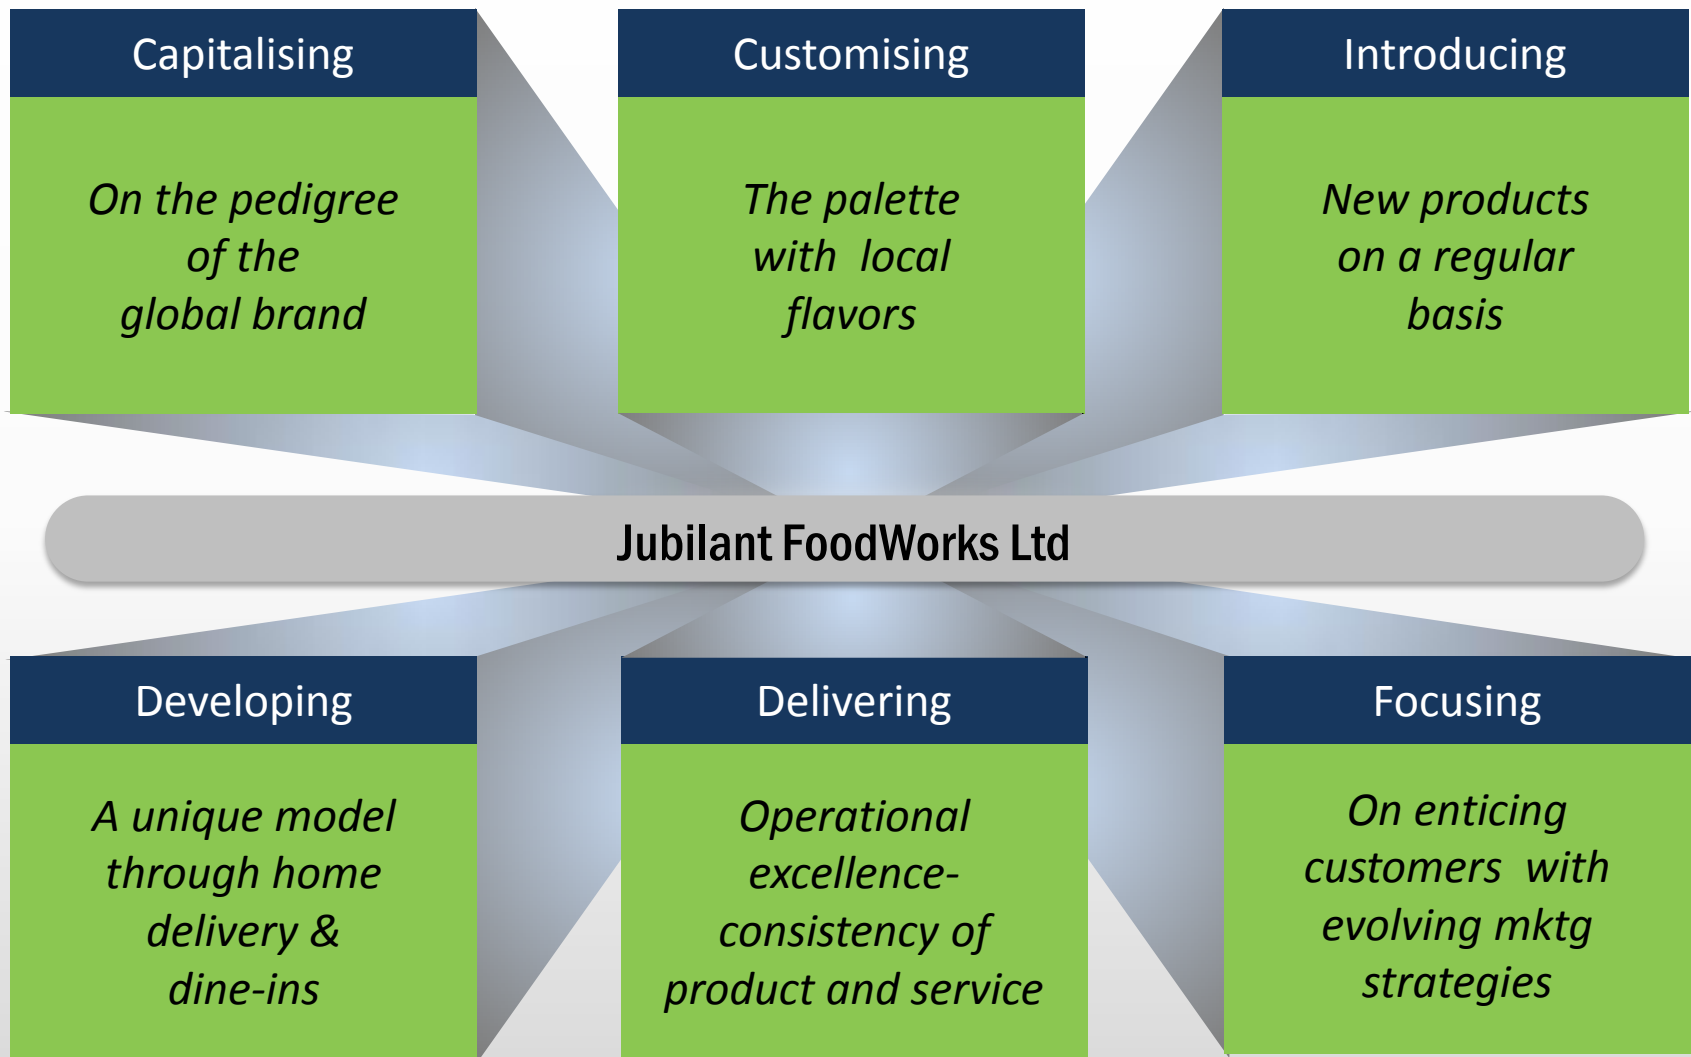 Capitalising
On the pedigree
of the
global brand
Customising
The palette
with  local
flavors
Introducing
New products
on a regular
basis
Jubilant FoodWorks Ltd
Developing
A unique model
through home
delivery &
dine-ins
Delivering
Operational
excellence-
consistency of
product and service
Focusing
On enticing
customers  with
evolving mktg
strategies